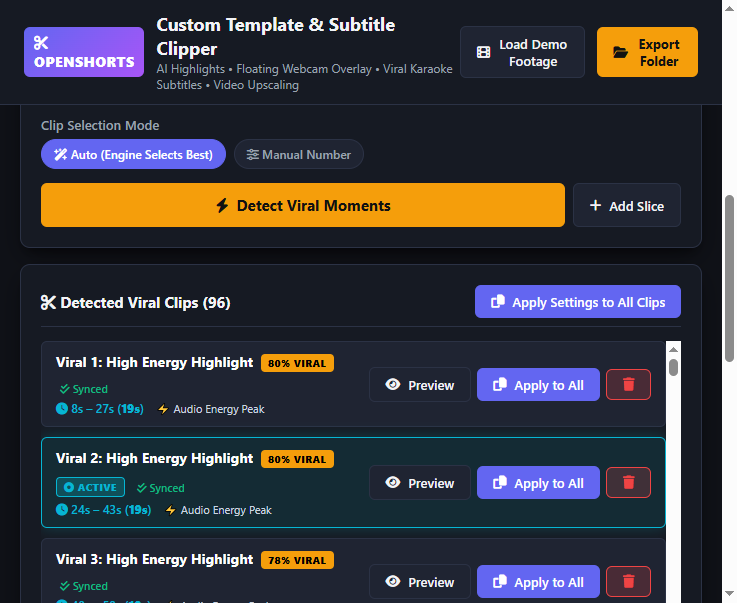 OPENSHORTS
Custom Template & Subtitle
Clipper
AI Highlights • Floating Webcam Overlay • Viral Karaoke
Subtitles • Video Upscaling
Load Demo
Footage
Export
Folder
Clip Selection Mode
Auto (Engine Selects Best)
Manual Number
Detect Viral Moments
Add Slice
Detected Viral Clips (96)
Apply Settings to All Clips
Viral 1: High Energy Highlight
80% VIRAL
Synced
8s – 27s (19s)
Audio Energy Peak
Preview
Apply to All
Viral 2: High Energy Highlight
80% VIRAL
ACTIVE
Synced
24s – 43s (19s)
Audio Energy Peak
Preview
Apply to All
Viral 3: High Energy Highlight
78% VIRAL
Synced
Preview
Apply to All